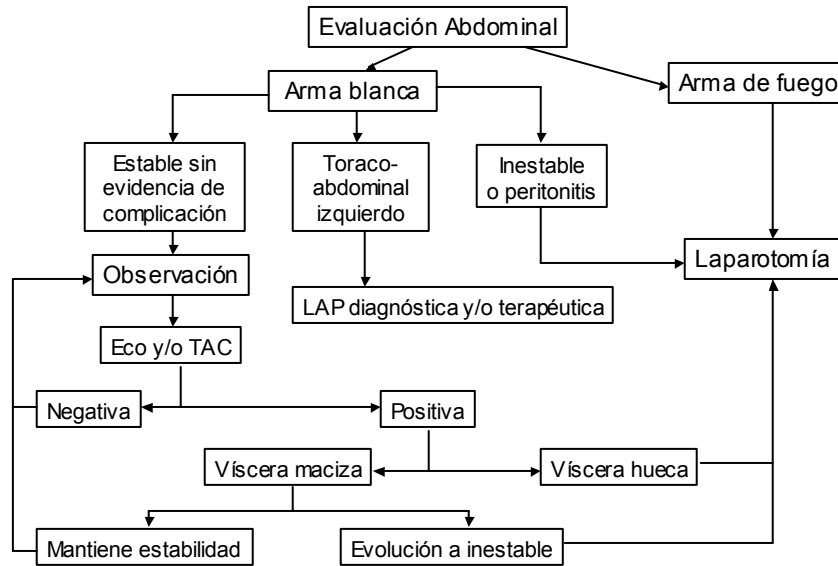 Evaluación Abdominal
Arma blanca
Arma de fuego
Estable sin
evidencia de
complicación
Toraco-
abdominal
izquierdo
Inestable
o peritonitis
Observación
Laparotomía
LAP diagnóstica y/o terapéutica
Eco y/o TAC
Negativa
Positiva
Víscera maciza
Víscera hueca
Mantiene estabilidad
Evolución a inestable